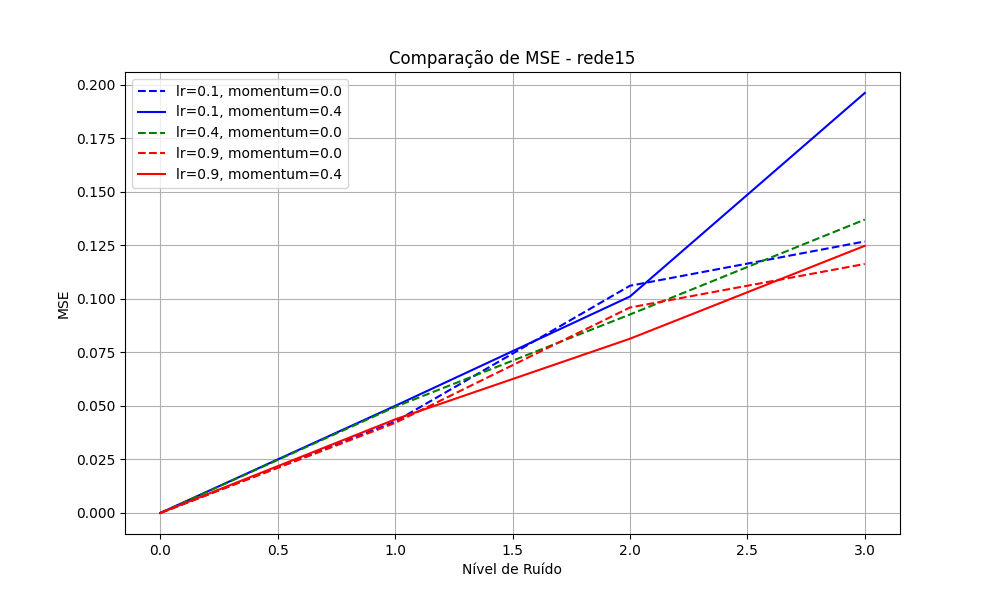 Comparação de MSE - rede15
lr=0.1, momentum=0.0
lr=0.1, momentum=0.4
lr=0.4, momentum=0.0
lr=0.9, momentum=0.0
lr=0.9, momentum=0.4
MSE
0.200
0.175
0.150
0.125
0.100
0.075
0.050
0.025
0.000
0.0 0.5 1.0 1.5 2.0 2.5 3.0
Nível de Ruído